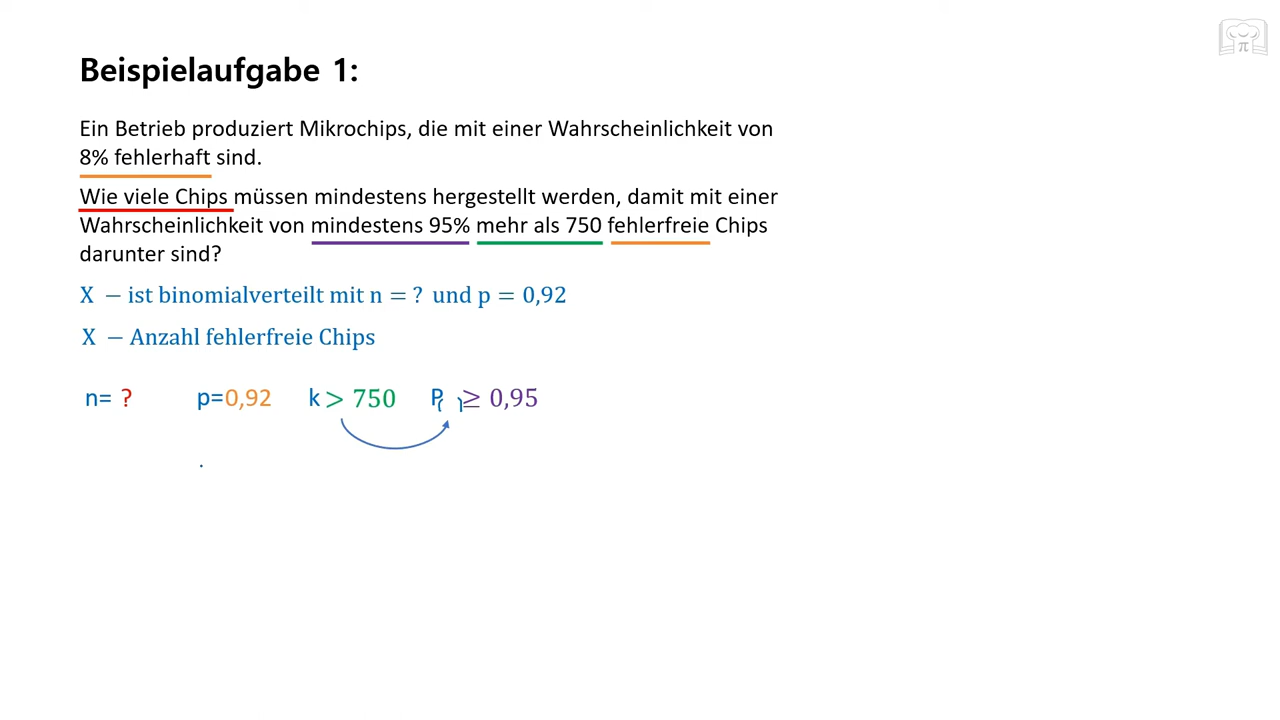 Beispielaufgabe 1:
Ein Betrieb produziert Mikrochips, die mit einer Wahrscheinlichkeit von
8% fehlerhaft sind.
Wie viele Chips müssen mindestens hergestellt werden, damit mit einer
Wahrscheinlichkeit von mindestens 95% mehr als 750 fehlerfreie Chips
darunter sind?
X – ist binomialverteilt mit n = ? und p = 0,92
X – Anzahl fehlerfreie Chips
n= ? p=0,92 k > 750 P( ) ≥ 0,95
π